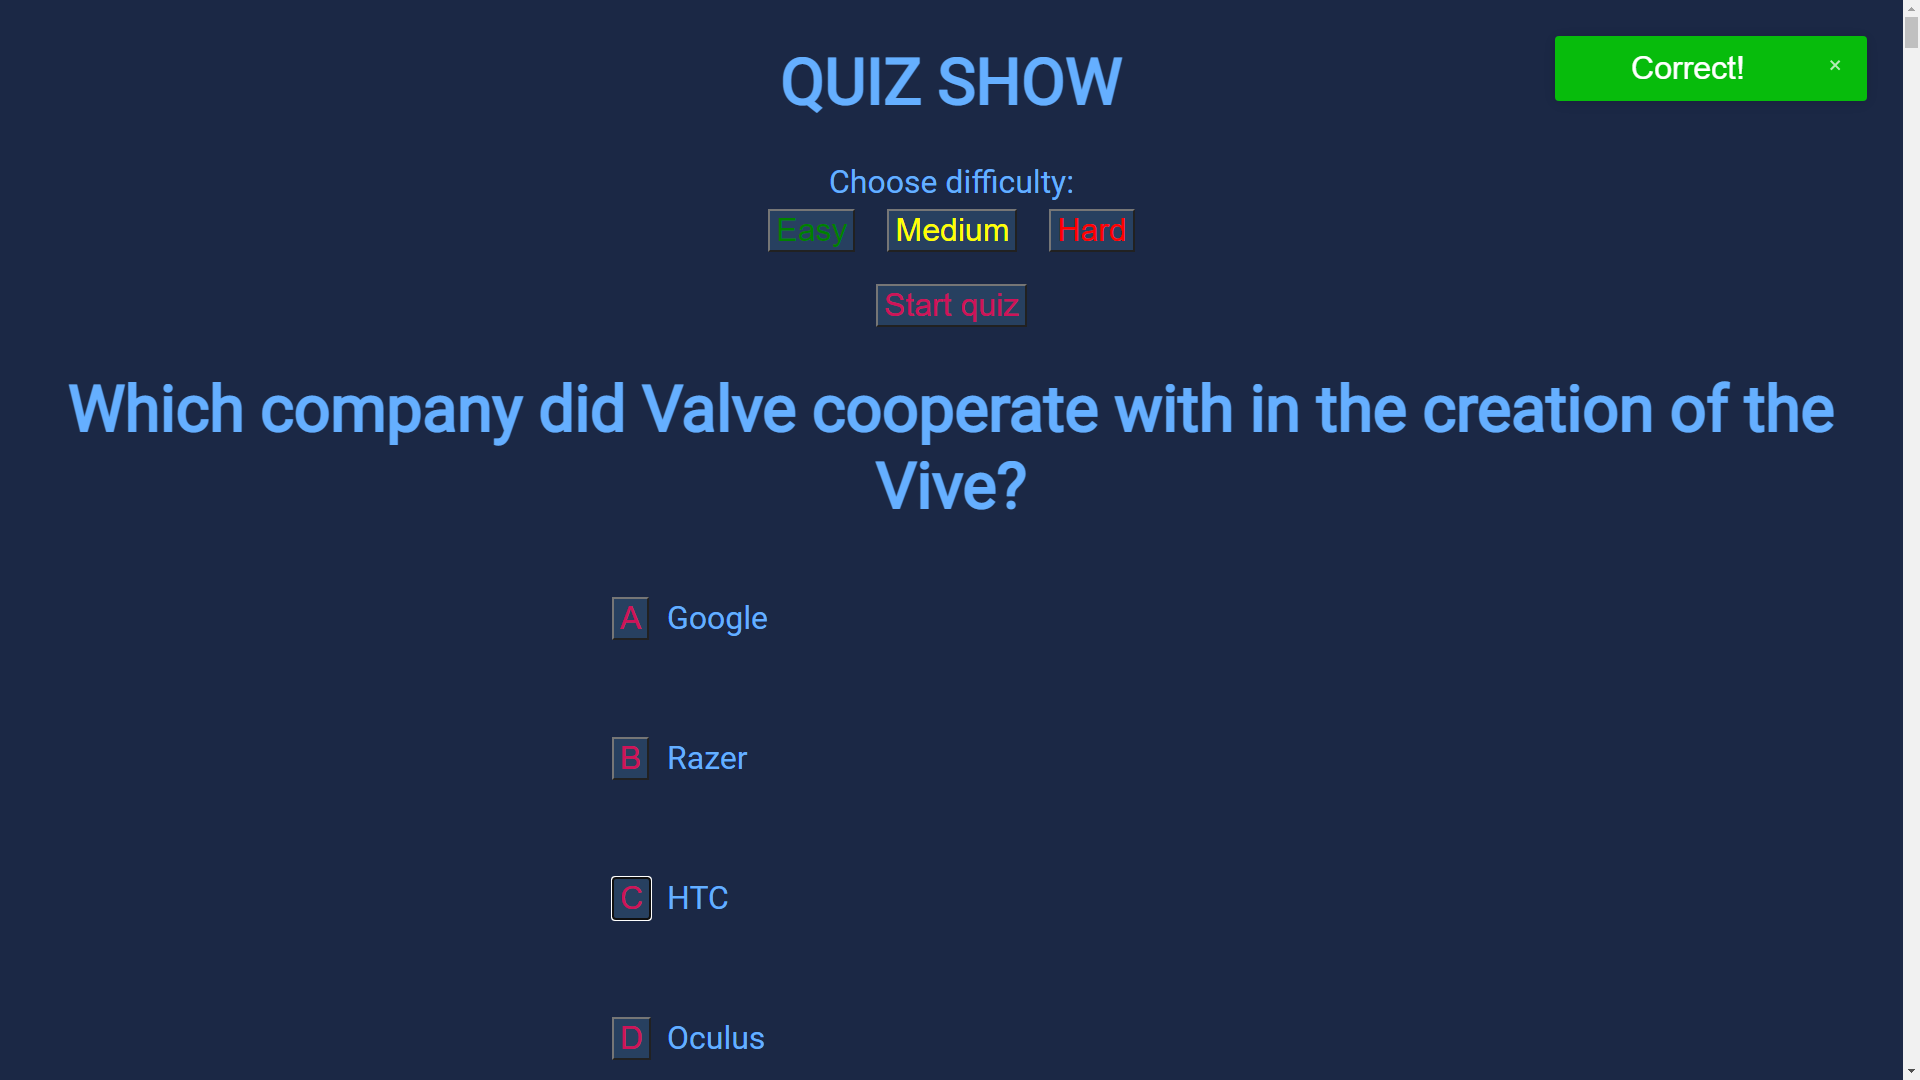 QUIZ SHOW
Correct! ×
Choose difficulty:
Easy Medium Hard
Start quiz
Which company did Valve cooperate with in the creation of the
Vive?
A Google
B Razer
C HTC
D Oculus